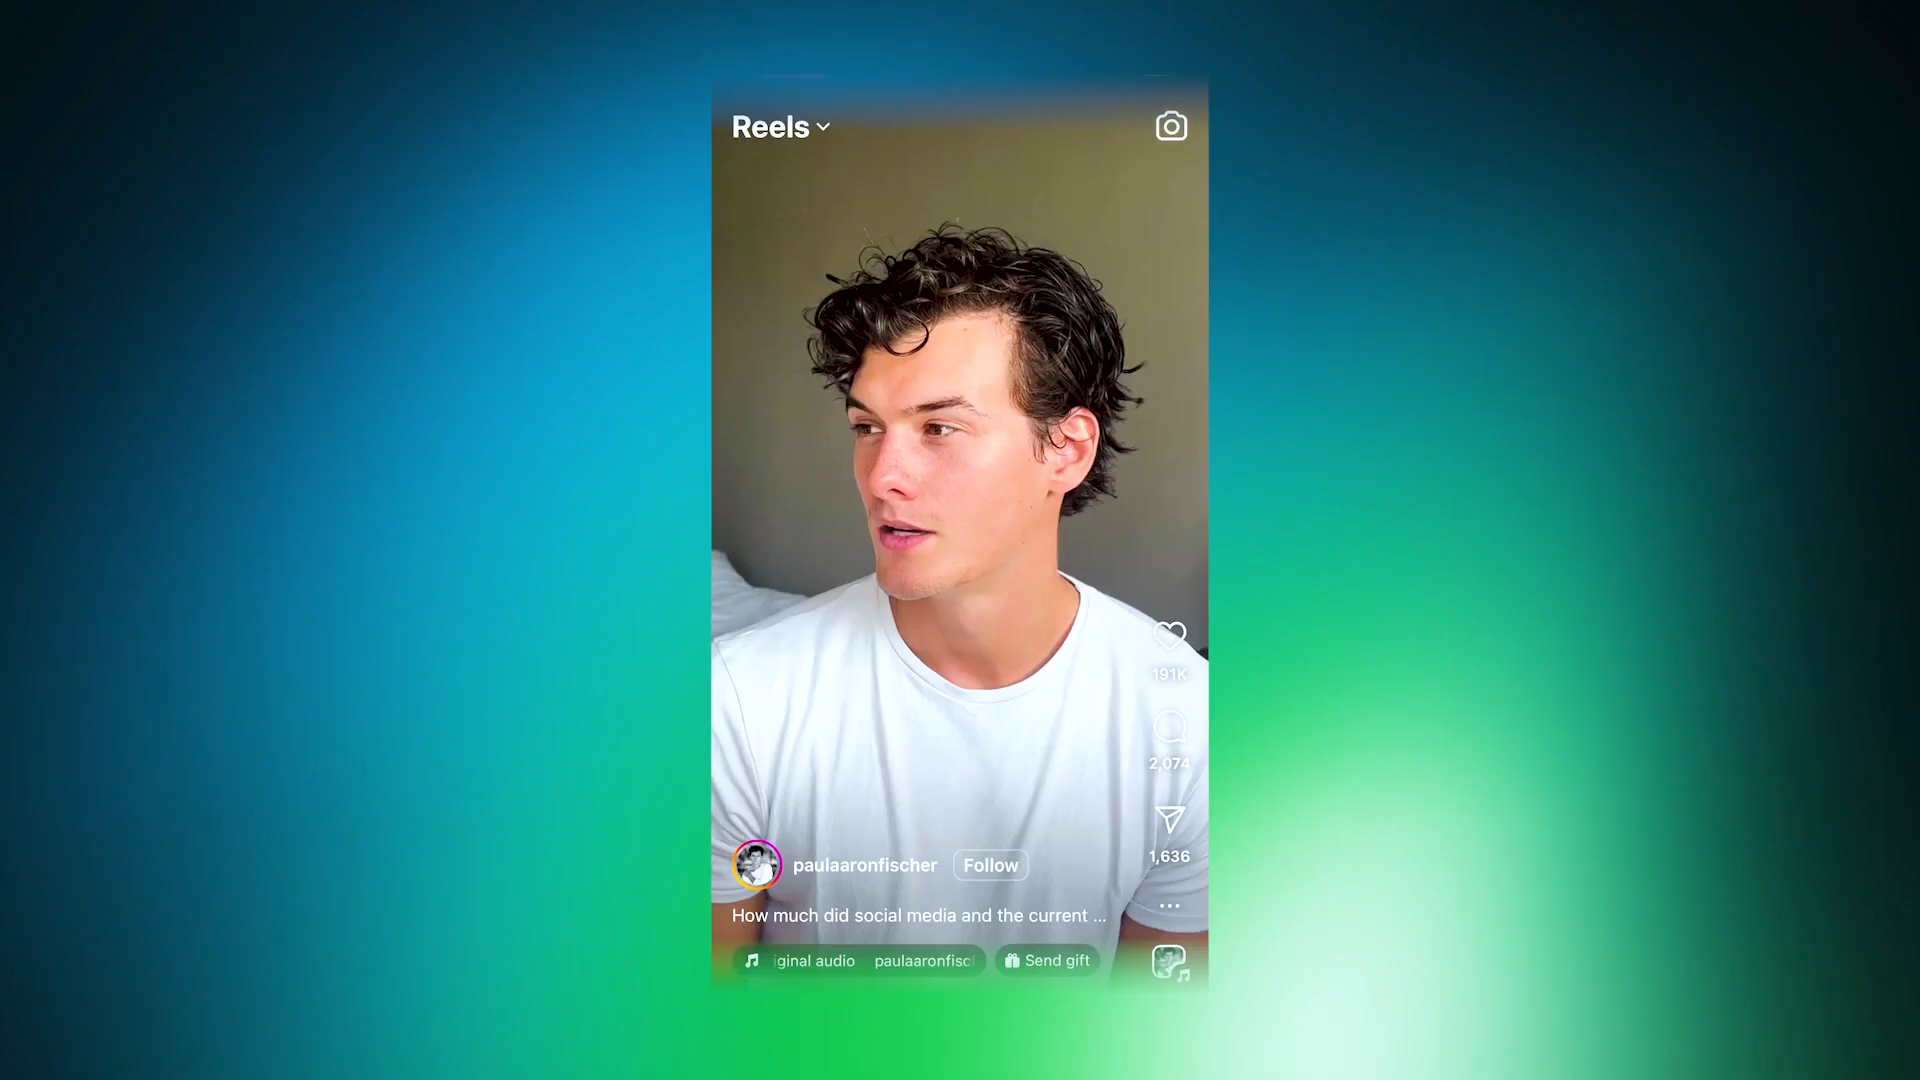 Reels
191K
2,074
1,636
paulaaronfischer Follow
How much did social media and the current ...
iginal audio paulaaronfisc Send gift